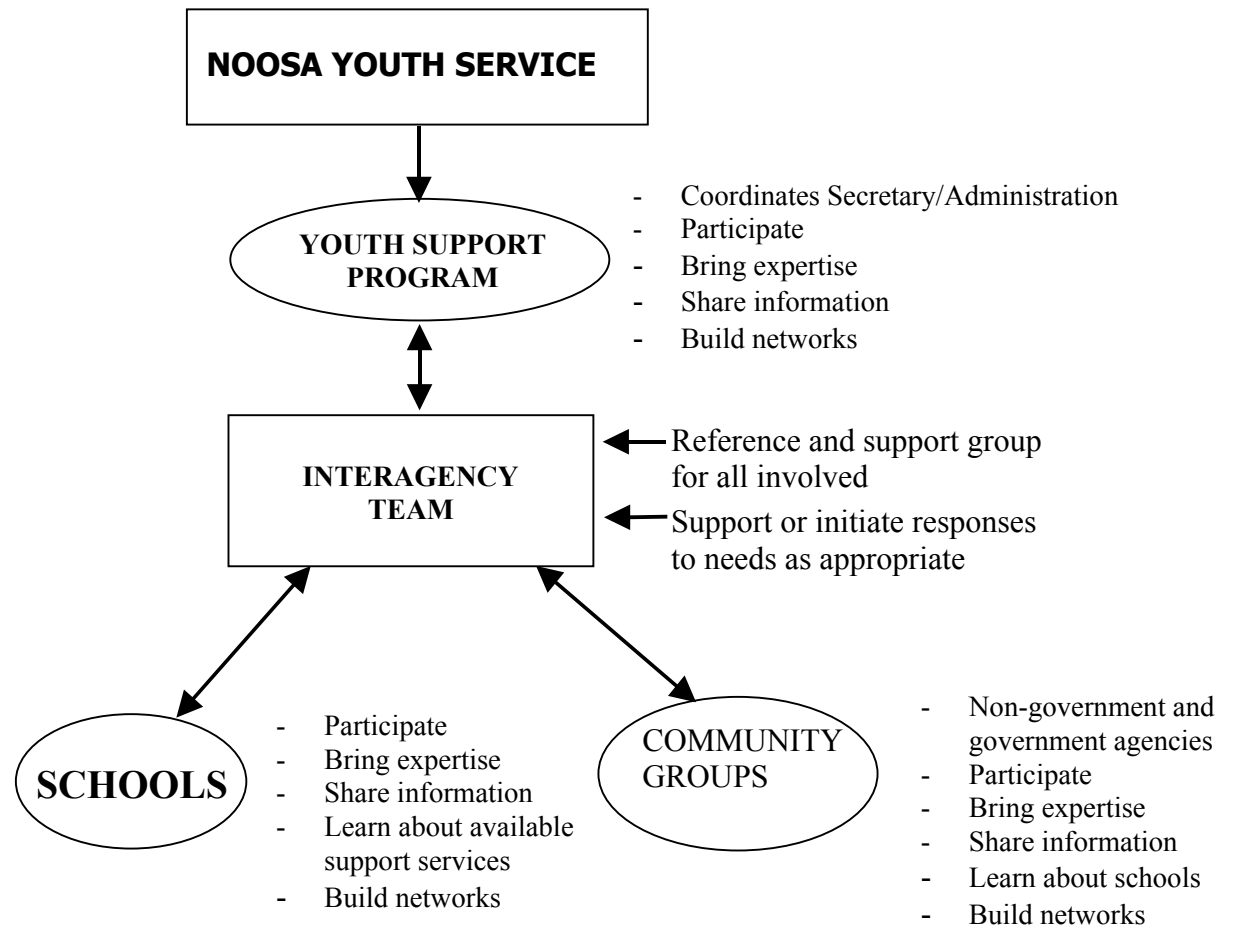 NOOSA YOUTH SERVICE
YOUTH SUPPORT
PROGRAM
- Coordinates Secretary/Administration
- Participate
- Bring expertise
- Share information
- Build networks
INTERAGENCY
TEAM
Reference and support group
for all involved
Support or initiate responses
to needs as appropriate
SCHOOLS
- Participate
- Bring expertise
- Share information
- Learn about available
support services
- Build networks
COMMUNITY
GROUPS
- Non-government and
government agencies
- Participate
- Bring expertise
- Share information
- Learn about schools
- Build networks